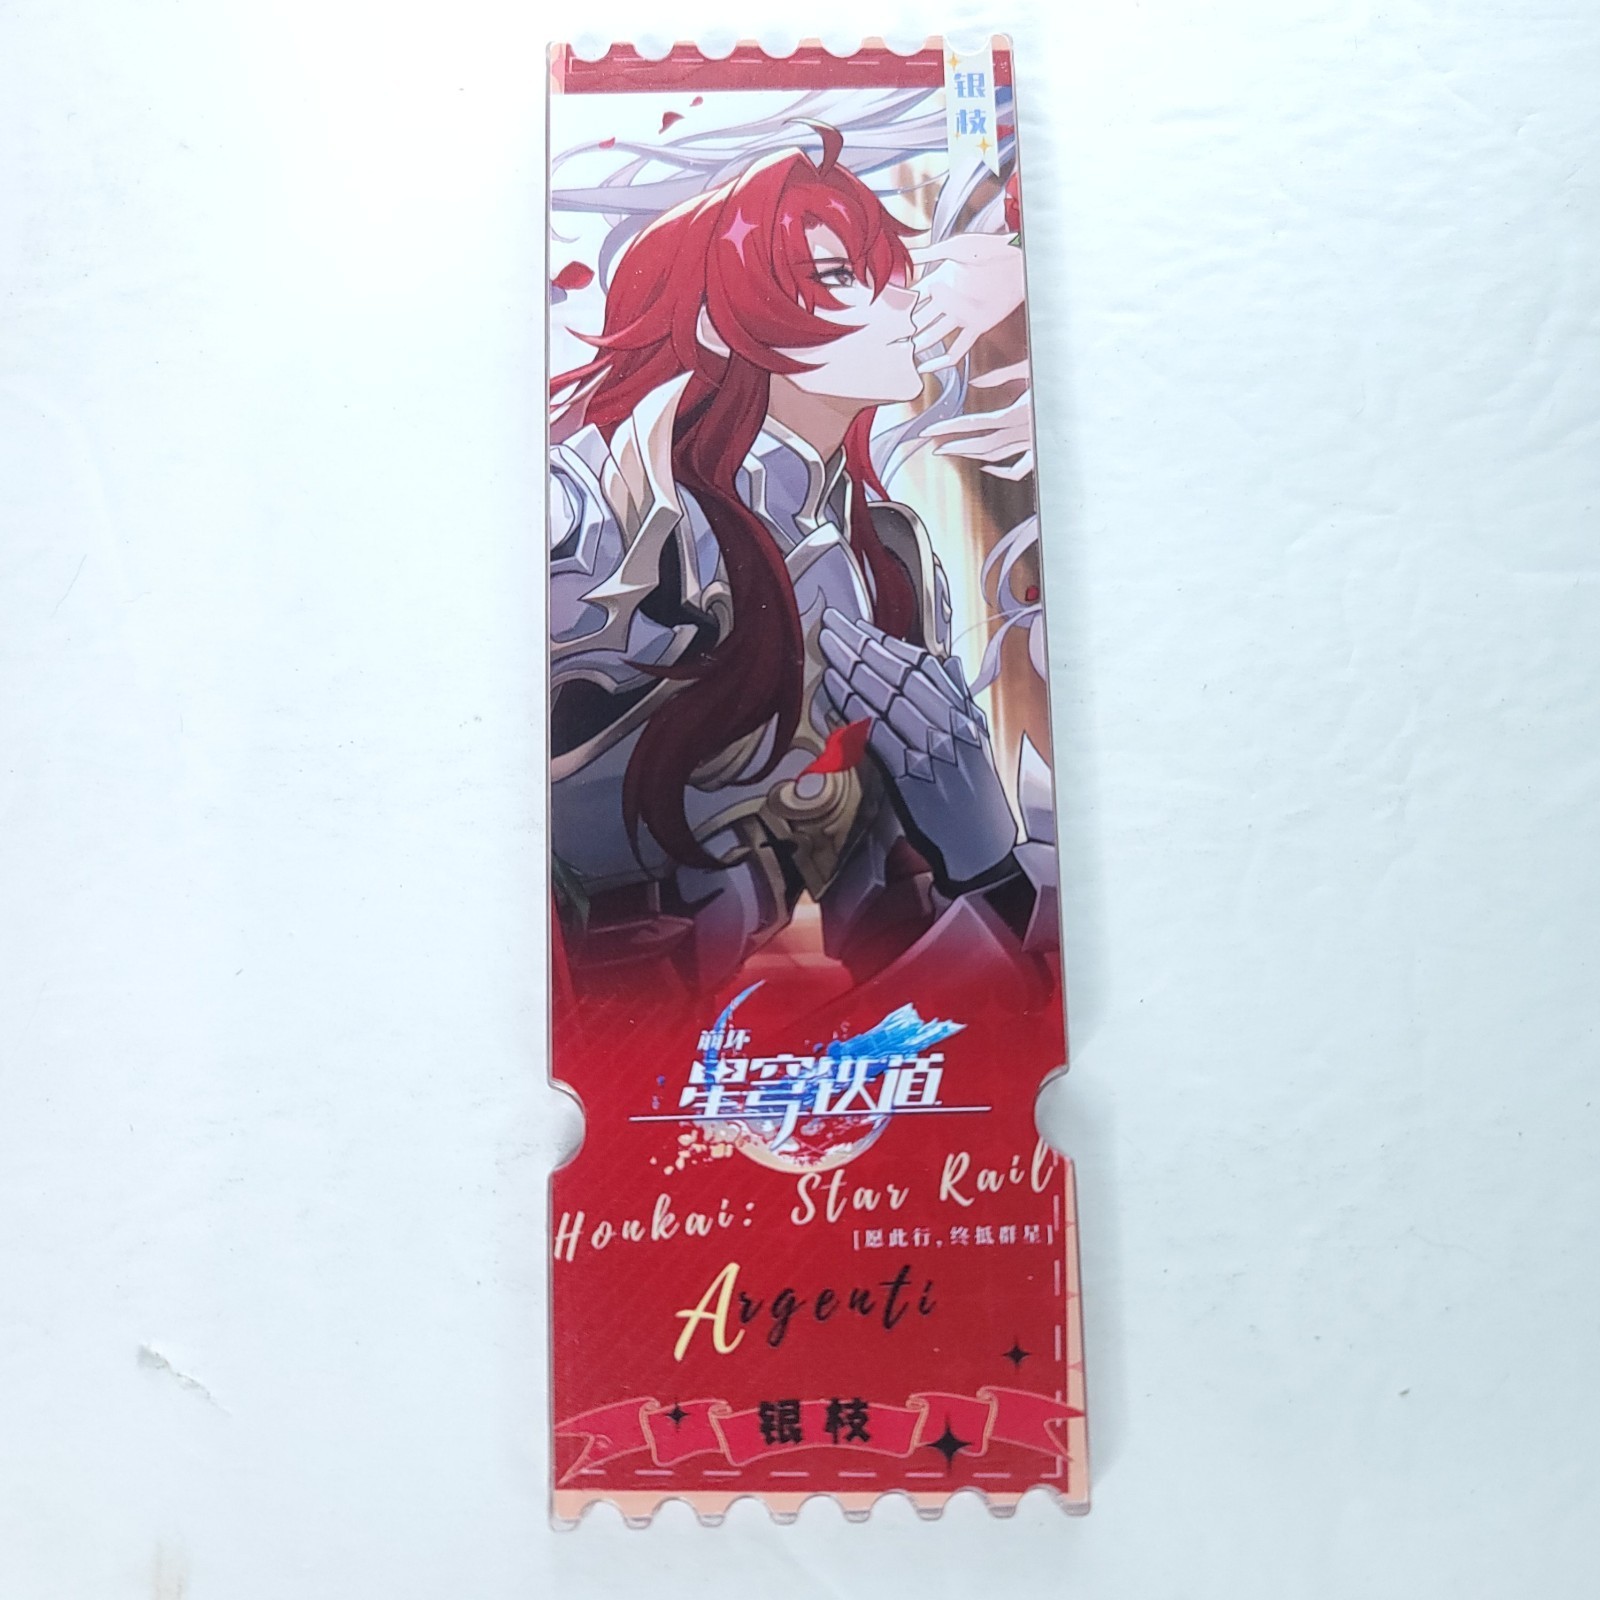 银
枝
崩坏
星穹铁道
Honkai: Star Rail
[愿此行,终抵群星]
Argenti
银枝